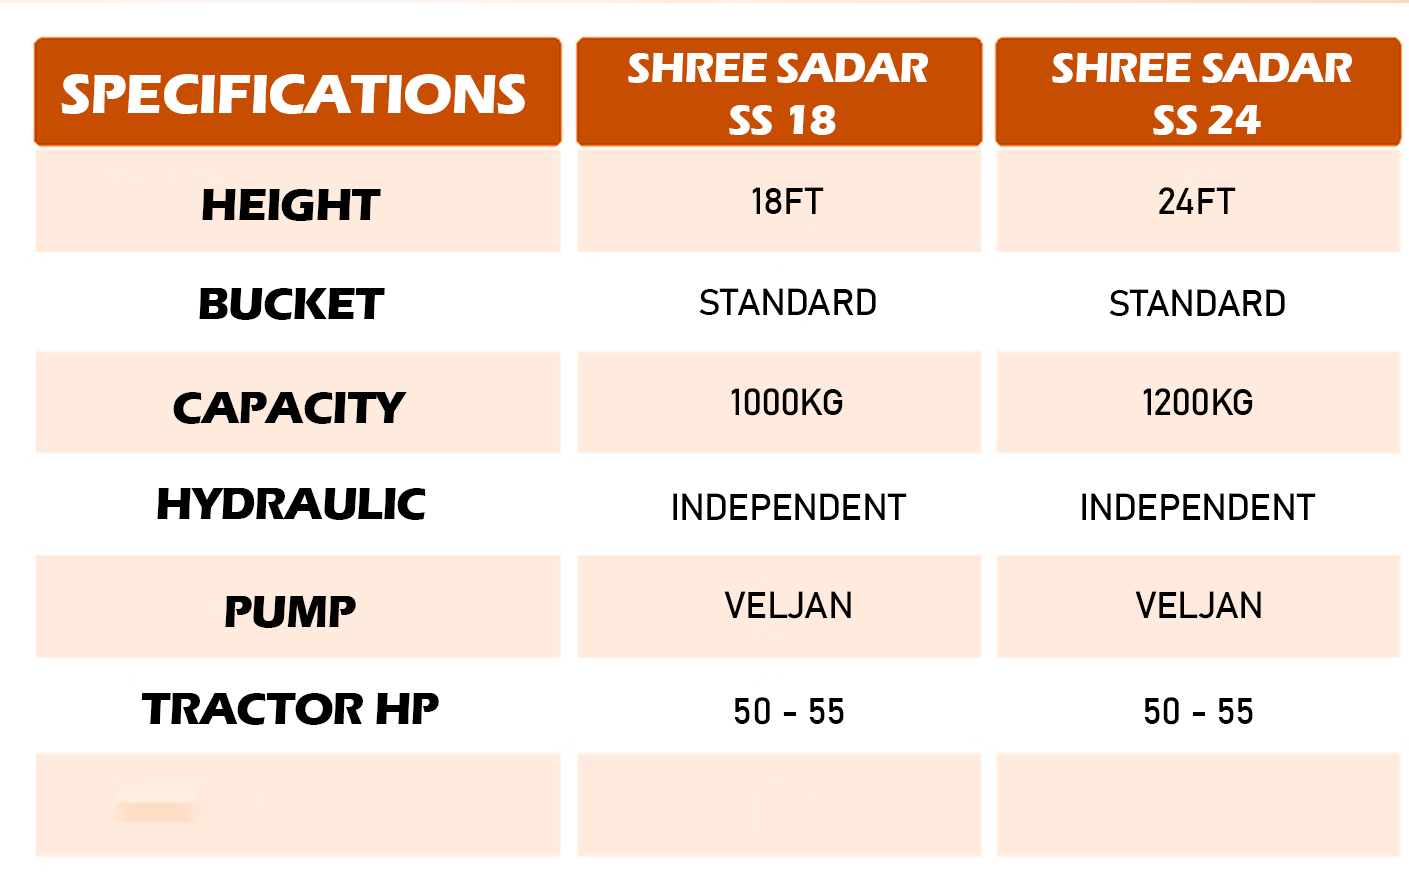 SPECIFICATIONS
SHREE SADAR
SS 18
SHREE SADAR
SS 24
HEIGHT 18FT 24FT
BUCKET STANDARD STANDARD
CAPACITY 1000KG 1200KG
HYDRAULIC INDEPENDENT INDEPENDENT
PUMP VELJAN VELJAN
TRACTOR HP 50 - 55 50 - 55